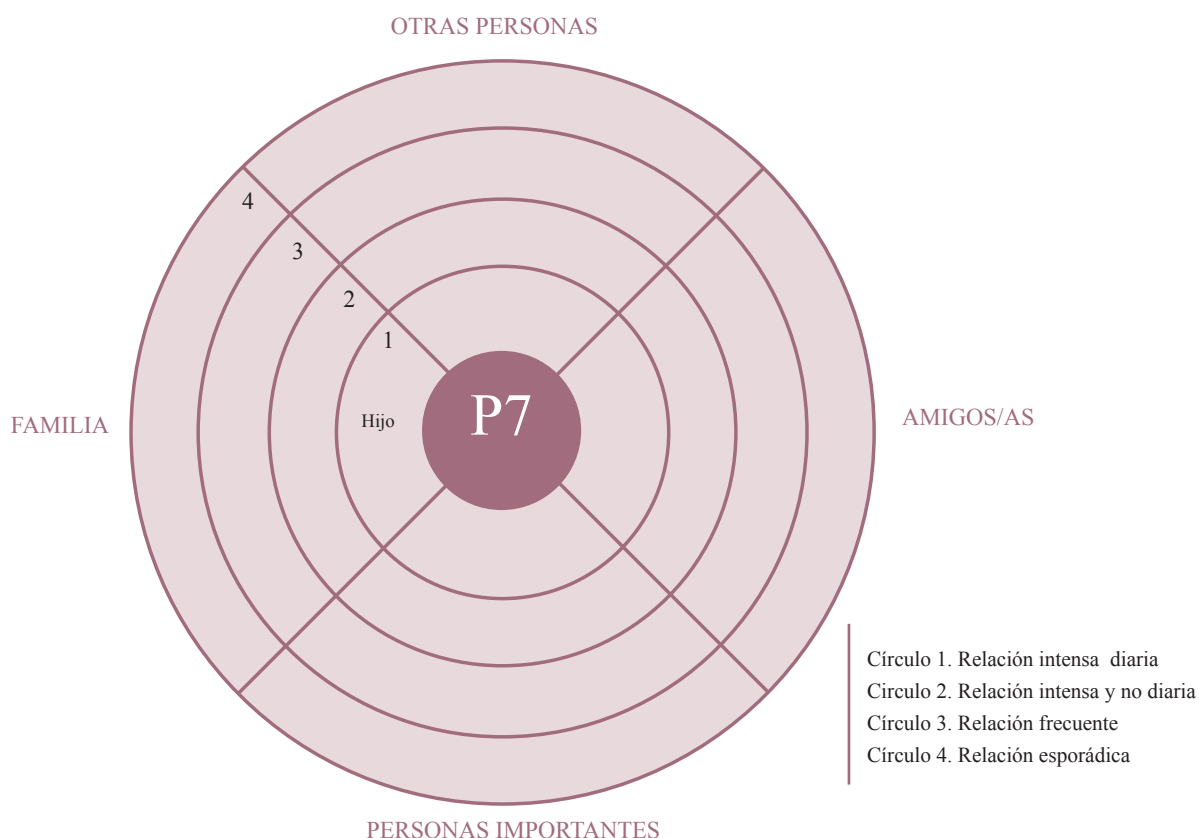 OTRAS PERSONAS
4
3
2
1
Hijo
P7
FAMILIA
AMIGOS/AS
Círculo 1. Relación intensa diaria
Circulo 2. Relación intensa y no diaria
Círculo 3. Relación frecuente
Círculo 4. Relación esporádica
PERSONAS IMPORTANTES